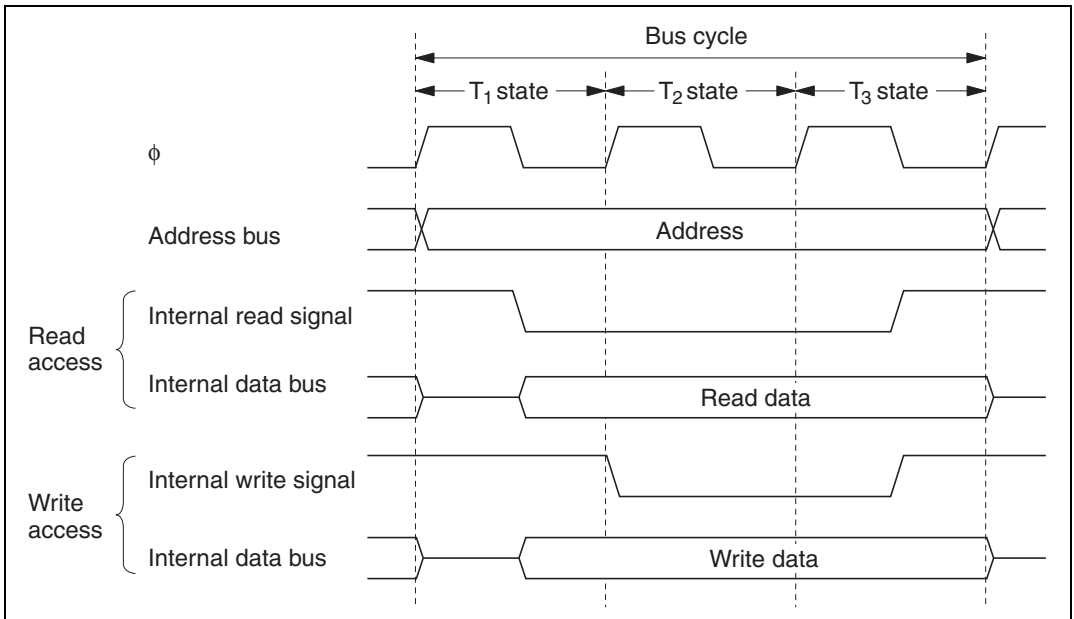 Bus cycle
T1 state T2 state T3 state
ϕ
Address bus Address
Read
access
Internal read signal
Internal data bus Read data
Write
access
Internal write signal
Internal data bus Write data